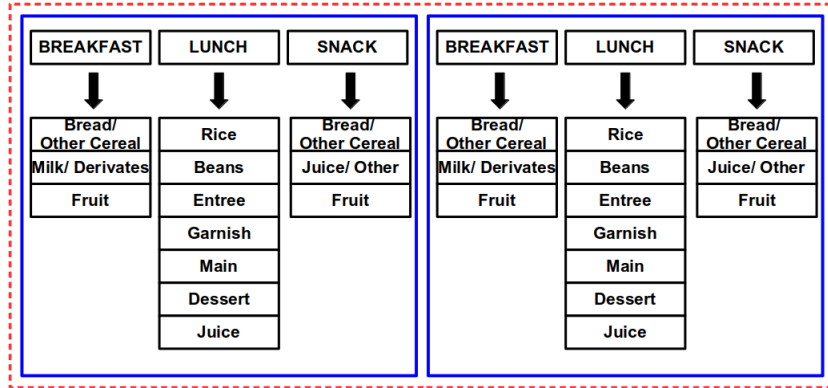 BREAKFAST
LUNCH
SNACK
Bread/
Other Cereal
Milk/ Derivates
Fruit
Rice
Beans
Entree
Garnish
Main
Dessert
Juice
Bread/
Other Cereal
Juice/ Other
Fruit
BREAKFAST
LUNCH
SNACK
Bread/
Other Cereal
Milk/ Derivates
Fruit
Rice
Beans
Entree
Garnish
Main
Dessert
Juice
Bread/
Other Cereal
Juice/ Other
Fruit